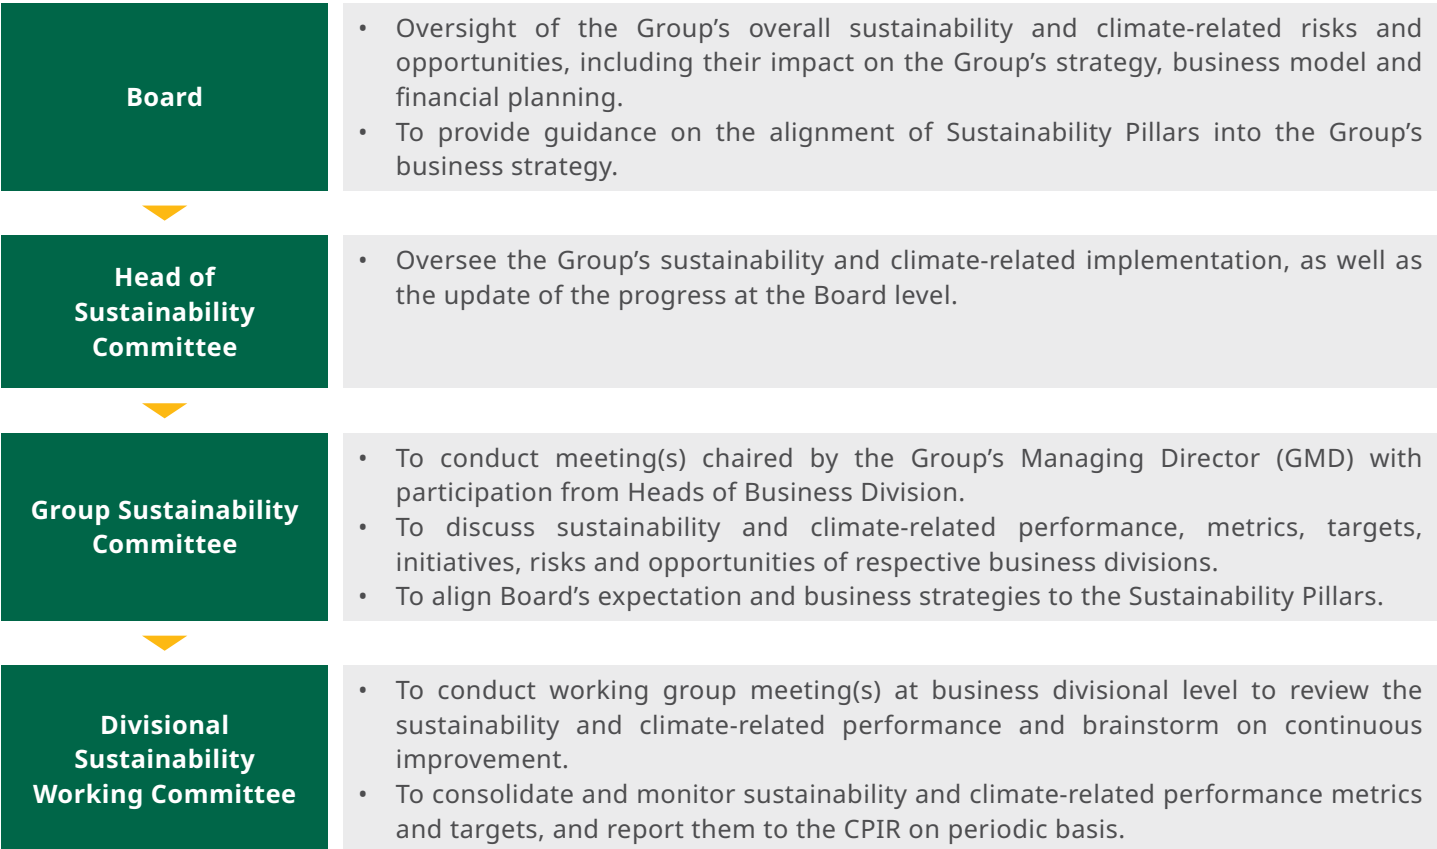 Board
• Oversight of the Group’s overall sustainability and climate-related risks and
opportunities, including their impact on the Group’s strategy, business model and
financial planning.
• To provide guidance on the alignment of Sustainability Pillars into the Group’s
business strategy.
Head of
Sustainability
Committee
• Oversee the Group’s sustainability and climate-related implementation, as well as
the update of the progress at the Board level.
Group Sustainability
Committee
• To conduct meeting(s) chaired by the Group’s Managing Director (GMD) with
participation from Heads of Business Division.
• To discuss sustainability and climate-related performance, metrics, targets,
initiatives, risks and opportunities of respective business divisions.
• To align Board’s expectation and business strategies to the Sustainability Pillars.
Divisional
Sustainability
Working Committee
• To conduct working group meeting(s) at business divisional level to review the
sustainability and climate-related performance and brainstorm on continuous
improvement.
• To consolidate and monitor sustainability and climate-related performance metrics
and targets, and report them to the CPIR on periodic basis.